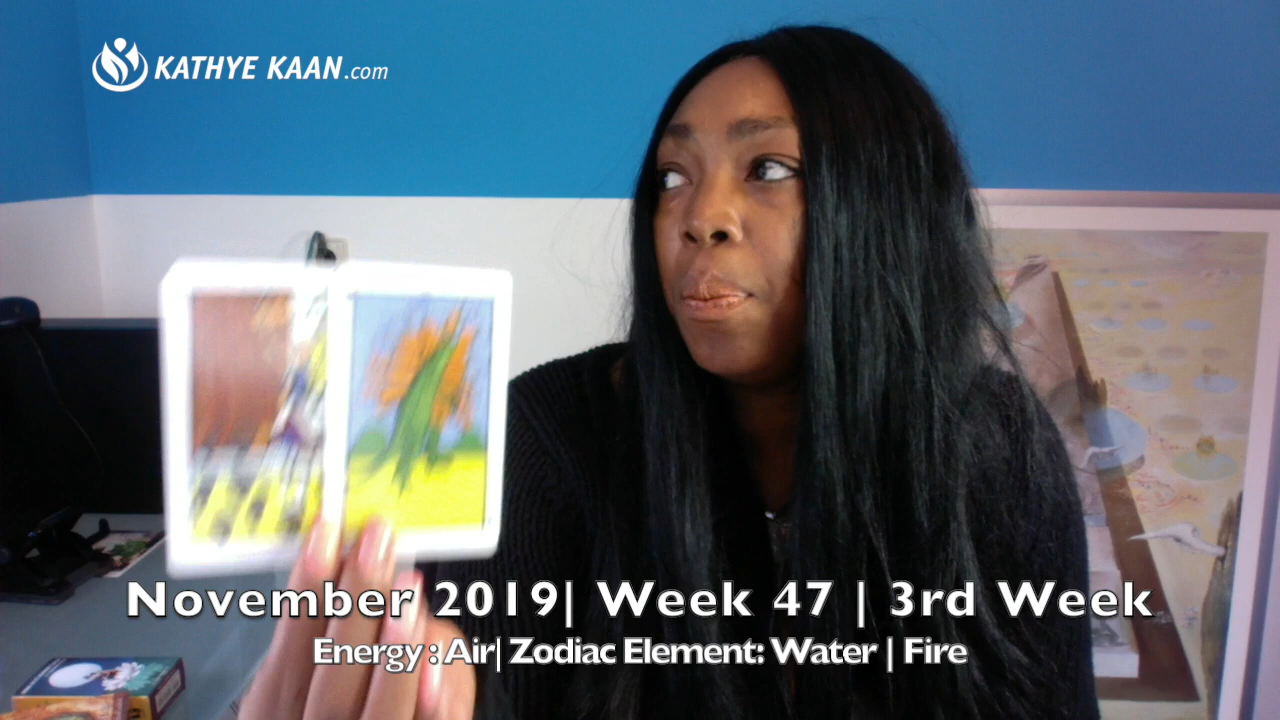 KATHYE KAAN.com
November 2019| Week 47 | 3rd Week
Energy : Air| Zodiac Element: Water | Fire